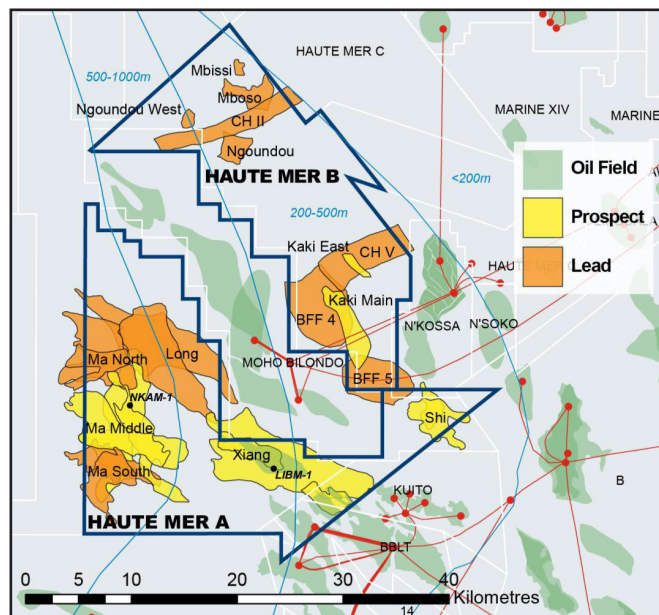 HAUTE MER C
Mbissi
500-1000m
Mboso
Ngoundou West
CH II
MARINE XIV
MARINE
Ngoundou
HAUTE MER B
<200m
Oil Field
Prospect
Lead
200-500m
Kaki East
CH V
HAUTE MER
Kaki Main
BFF 4
N'KOSSA
N'SOKO
Ma North
Long
MOHO BILONDO
BFF 5
NKAM-1
Ma Middle
Shi
Xiang
LIBM-1
Ma South
B
KUITO
HAUTE MER A
BBLT
0 5 10 20 30 40
Kilometres
14